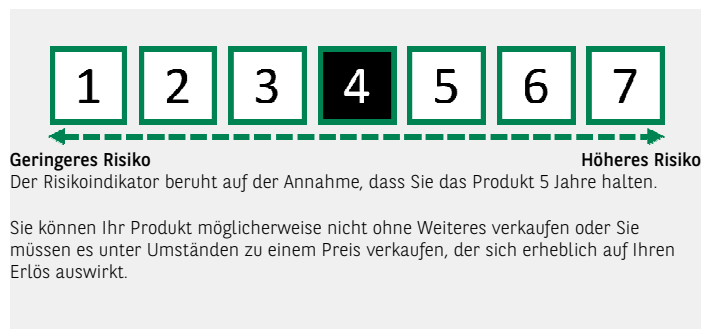 1 2 3 4 5 6 7
Geringeres Risiko Höheres Risiko
Der Risikoindikator beruht auf der Annahme, dass Sie das Produkt 5 Jahre halten.
Sie können Ihr Produkt möglicherweise nicht ohne Weiteres verkaufen oder Sie
müssen es unter Umständen zu einem Preis verkaufen, der sich erheblich auf Ihren
Erlös auswirkt.